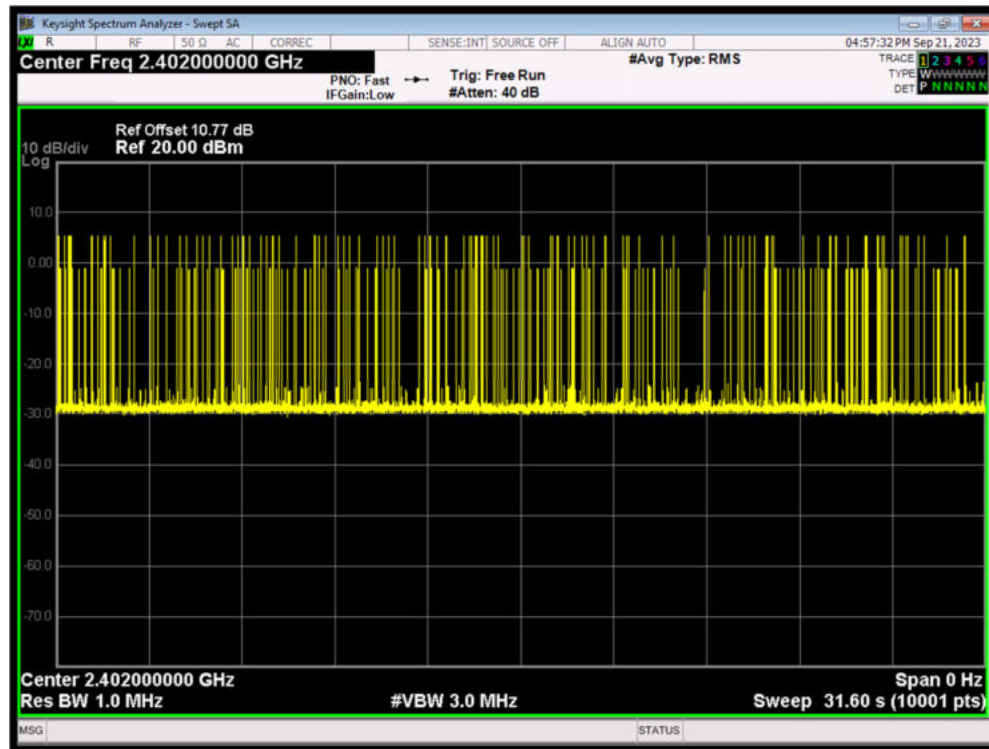 Keysight Spectrum Analyzer - Swept SA
LXI R RF 50 Ω AC CORREC SENSE:INT SOURCE OFF ALIGN AUTO 04:57:32 PM Sep 21, 2023
Center Freq 2.402000000 GHz #Avg Type: RMS TRACE 1 2 3 4 5 6
PNO: Fast Trig: Free Run TYPE W
IFGain:Low #Atten: 40 dB DET P N N N N N
Ref Offset 10.77 dB
10 dB/div Ref 20.00 dBm
Log
10.0
0.00
-10.0
-20.0
-30.0
-40.0
-50.0
-60.0
-70.0
Center 2.402000000 GHz Span 0 Hz
Res BW 1.0 MHz #VBW 3.0 MHz Sweep 31.60 s (10001 pts)
MSG STATUS